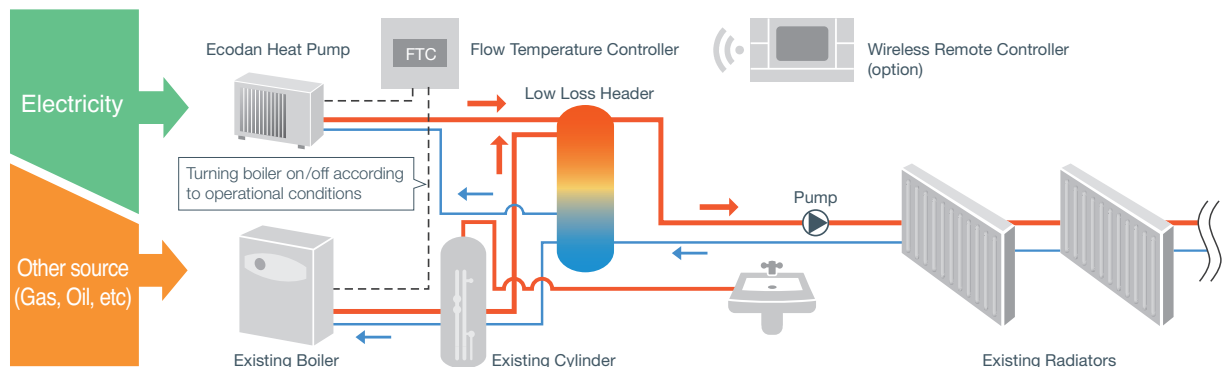 Ecodan Heat Pump
FTC
Flow Temperature Controller
Wireless Remote Controller
(option)
Electricity
Low Loss Header
Turning boiler on/off according
to operational conditions
Pump
Other source
(Gas, Oil, etc)
Existing Boiler
Existing Cylinder
Existing Radiators